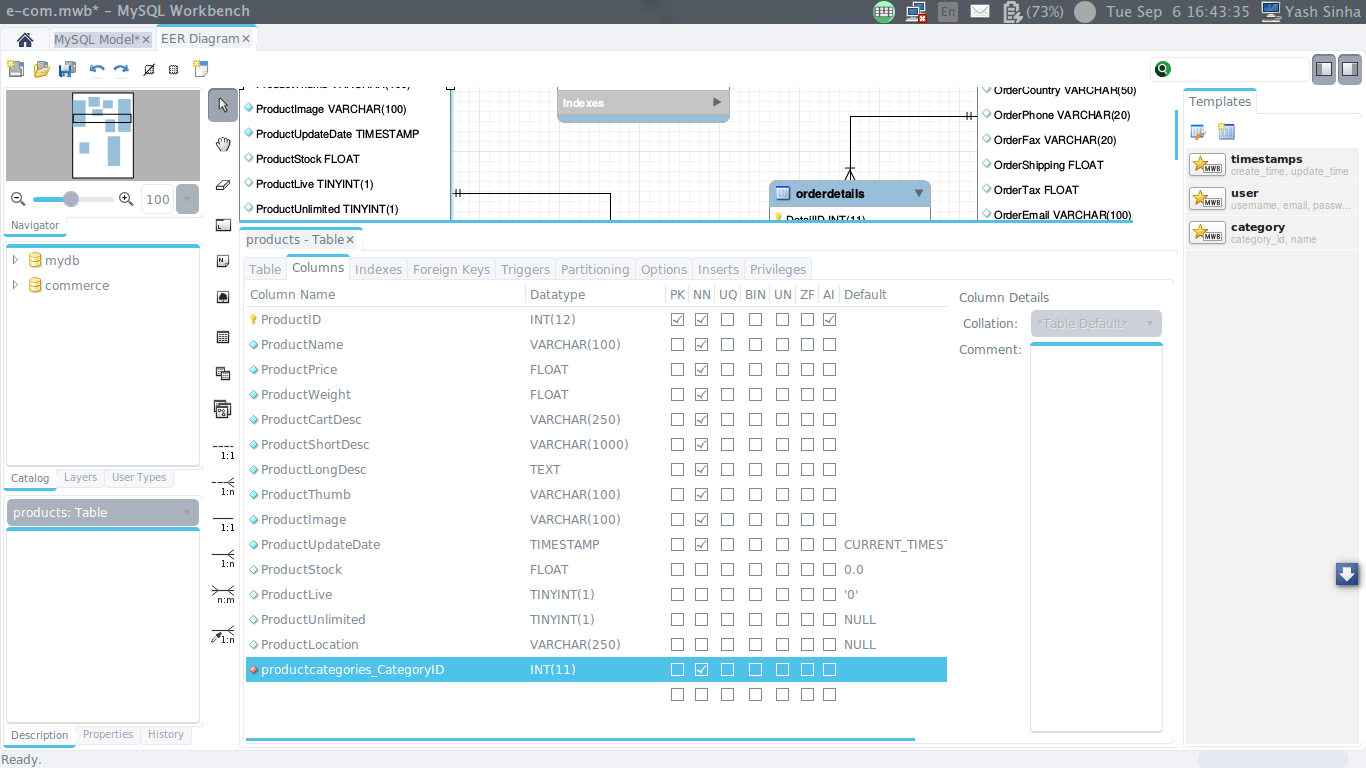 e-com.mwb* – MySQL Workbench
En
(73%)
Tue Sep 6 16:43:35
Yash Sinha
MySQL Model*×
EER Diagram×
ProductImage VARCHAR(100)
ProductUpdateDate TIMESTAMP
ProductStock FLOAT
ProductLive TINYINT(1)
ProductUnlimited TINYINT(1)
Indexes
orderdetails
DetailID INT(11)
OrderCountry VARCHAR(50)
OrderPhone VARCHAR(20)
OrderFax VARCHAR(20)
OrderShipping FLOAT
OrderTax FLOAT
OrderEmail VARCHAR(100)
100
Navigator
mydb
commerce
Catalog Layers User Types
products: Table
Description Properties History
1:1
1:n
1:1
1:n
n:m
1:n
products - Table×
Table Columns Indexes Foreign Keys Triggers Partitioning Options Inserts Privileges
Column Name Datatype PK NN UQ BIN UN ZF AI Default
ProductID INT(12)
ProductName VARCHAR(100)
ProductPrice FLOAT
ProductWeight FLOAT
ProductCartDesc VARCHAR(250)
ProductShortDesc VARCHAR(1000)
ProductLongDesc TEXT
ProductThumb VARCHAR(100)
ProductImage VARCHAR(100)
ProductUpdateDate TIMESTAMP CURRENT_TIMEST
ProductStock FLOAT 0.0
ProductLive TINYINT(1) '0'
ProductUnlimited TINYINT(1) NULL
ProductLocation VARCHAR(250) NULL
productcategories_CategoryID INT(11)
Column Details
Collation: *Table Default*
Comment:
Templates
MWB
timestamps
create_time, update_time
MWB
user
username, email, passw...
MWB
category
category_id, name
Ready.